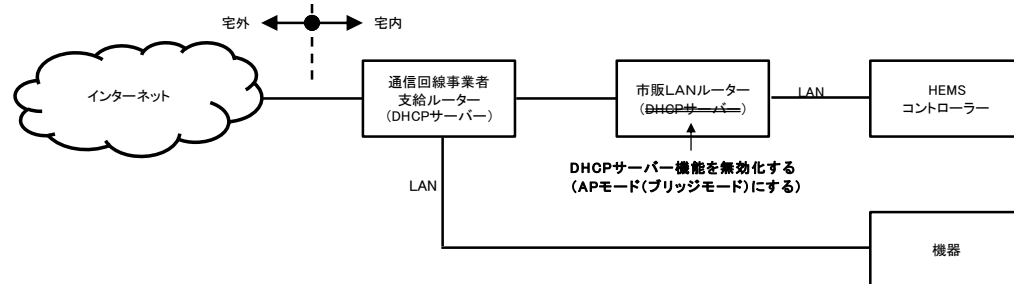 宅外
宅内
インターネット
通信回線事業者
支給ルーター
(DHCPサーバー)
市販LANルーター
(DHCPサーバー)
LAN
HEMS
コントローラー
DHCPサーバー機能を無効化する
(APモード(ブリッジモード)にする)
LAN
機器